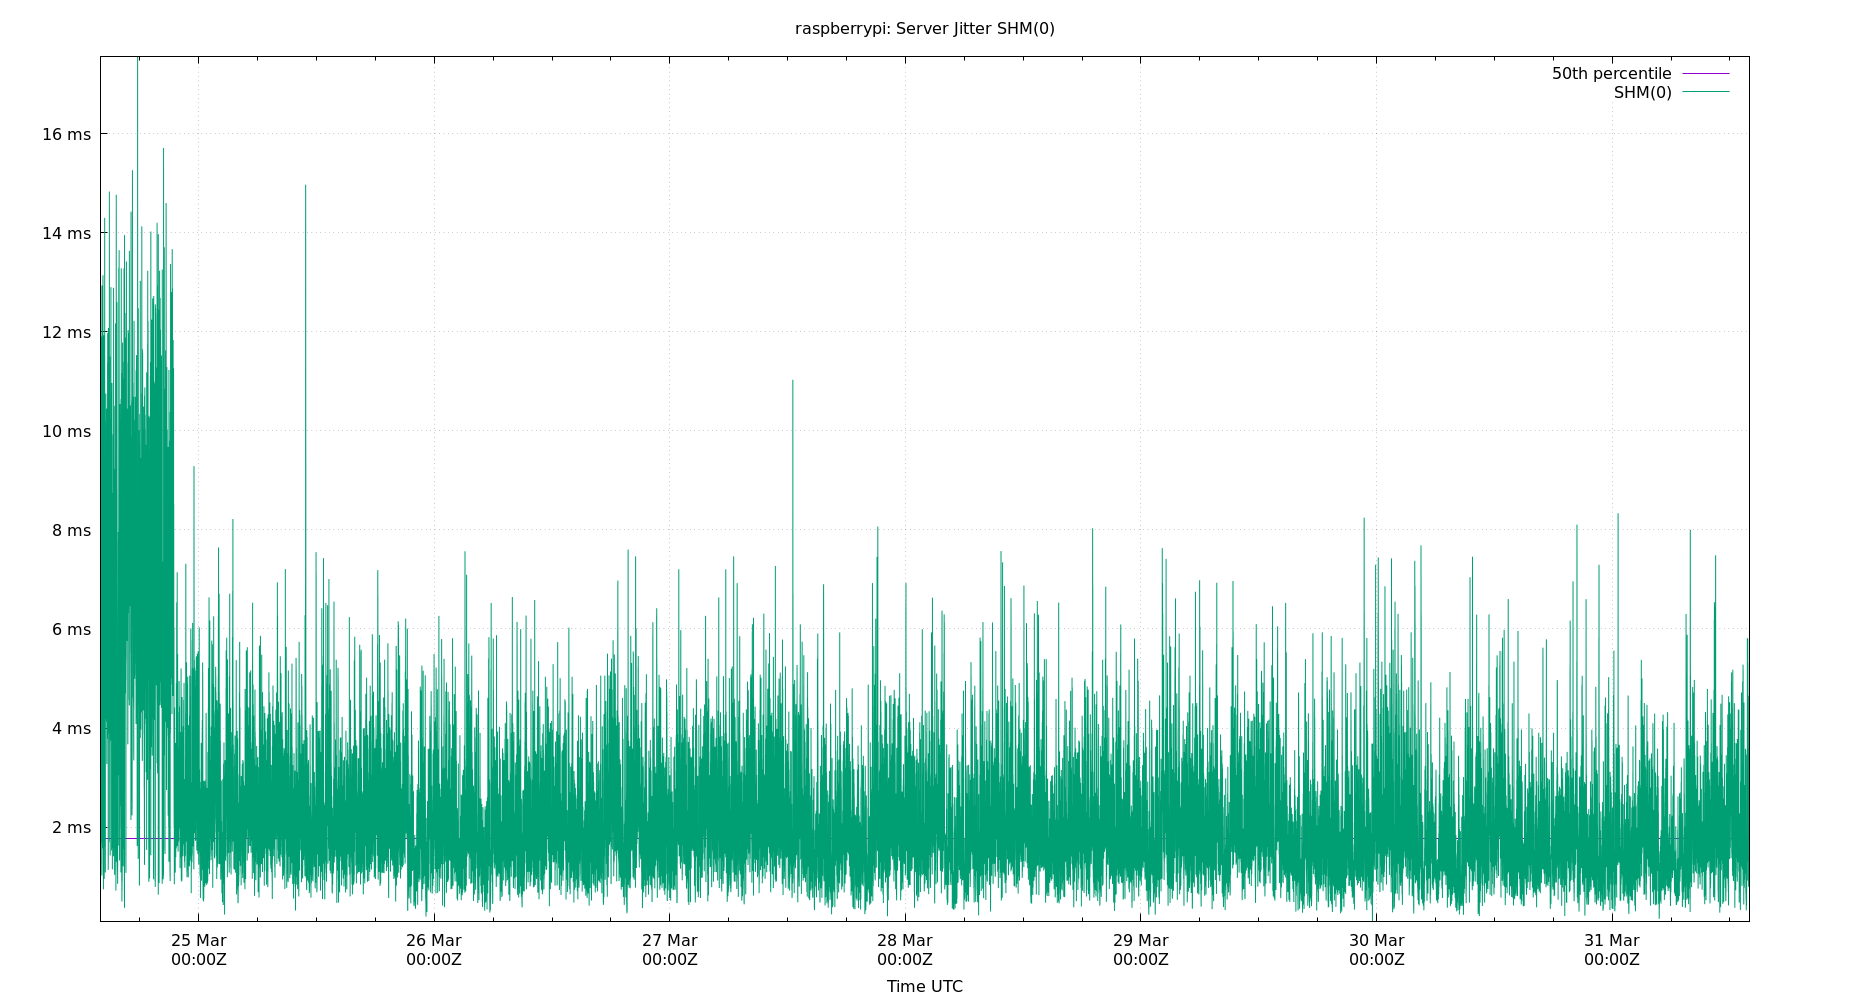 raspberrypi: Server Jitter SHM(0)
50th percentile
SHM(0)
16 ms
14 ms
12 ms
10 ms
8 ms
6 ms
4 ms
2 ms
25 Mar 26 Mar 27 Mar 28 Mar 29 Mar 30 Mar 31 Mar
00:00Z 00:00Z 00:00Z 00:00Z 00:00Z 00:00Z 00:00Z
Time UTC